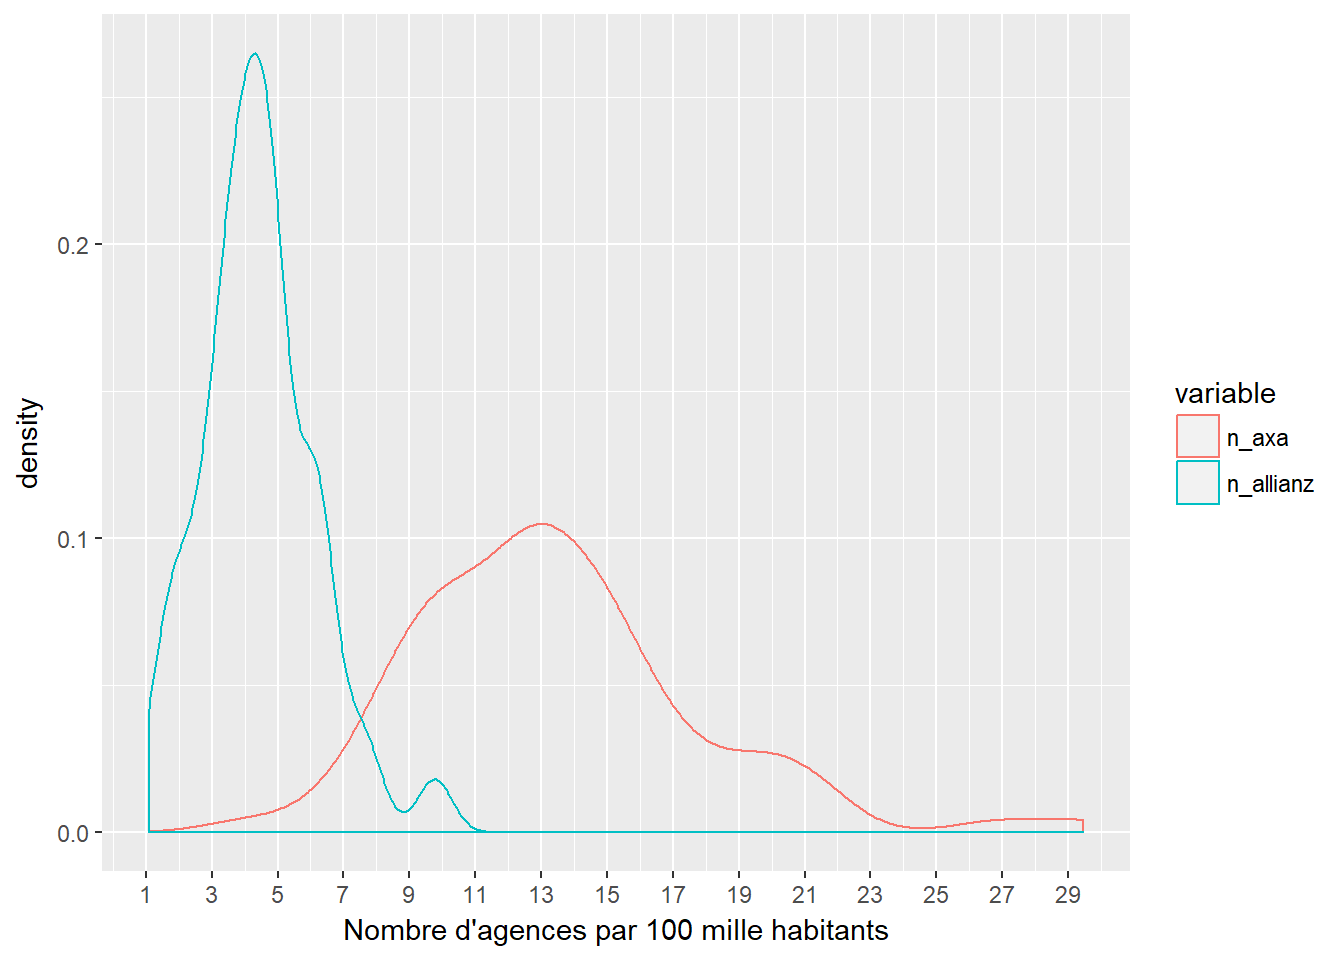 density
0.2
0.1
0.0
1 3 5 7 9 11 13 15 17 19 21 23 25 27 29
Nombre d'agences par 100 mille habitants
variable
n_axa
n_allianz